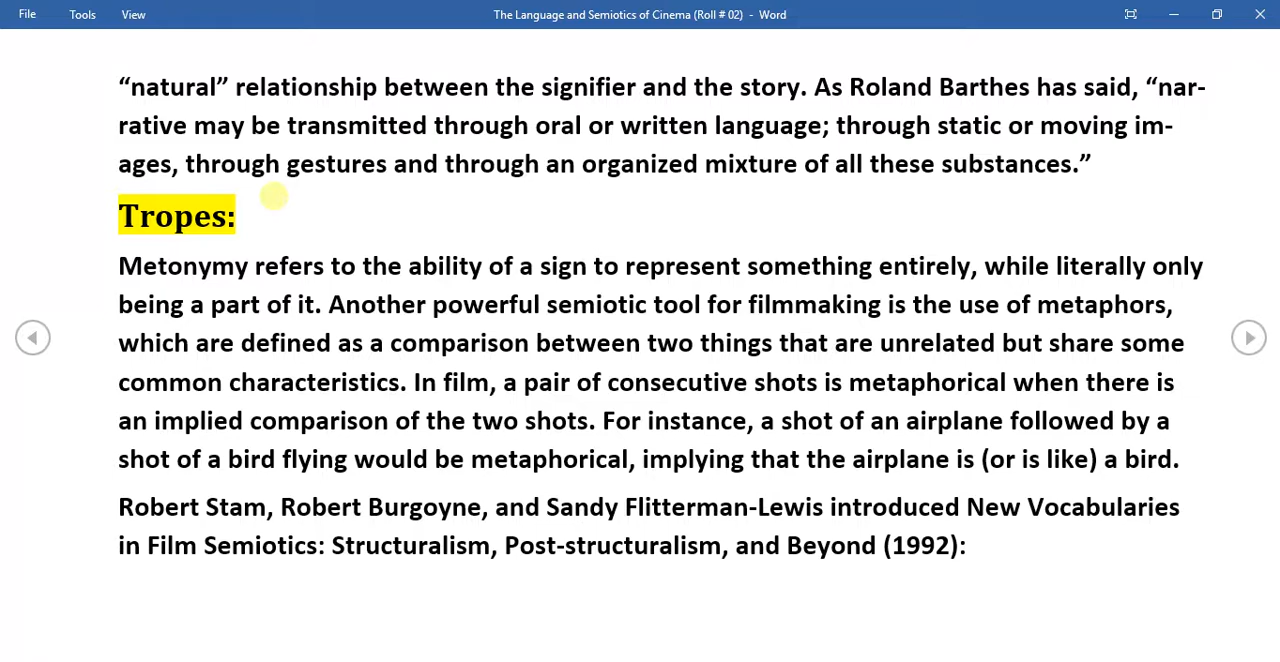 File Tools View The Language and Semiotics of Cinema (Roll # 02) - Word
“natural” relationship between the signifier and the story. As Roland Barthes has said, “nar-
rative may be transmitted through oral or written language; through static or moving im-
ages, through gestures and through an organized mixture of all these substances.”
Tropes:
Metonymy refers to the ability of a sign to represent something entirely, while literally only
being a part of it. Another powerful semiotic tool for filmmaking is the use of metaphors,
which are defined as a comparison between two things that are unrelated but share some
common characteristics. In film, a pair of consecutive shots is metaphorical when there is
an implied comparison of the two shots. For instance, a shot of an airplane followed by a
shot of a bird flying would be metaphorical, implying that the airplane is (or is like) a bird.
Robert Stam, Robert Burgoyne, and Sandy Flitterman-Lewis introduced New Vocabularies
in Film Semiotics: Structuralism, Post-structuralism, and Beyond (1992):